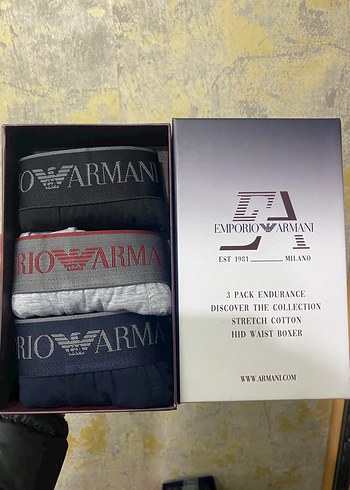 O ARMANI
RIO ARMANI
RIO ARMANI
EA
EMPORIO ARMANI
EST 1981 MILANO
3 PACK ENDURANCE
DISCOVER THE COLLECTION
STRETCH COTTON
HID WAIST BOXER
WWW.ARMANI.COM